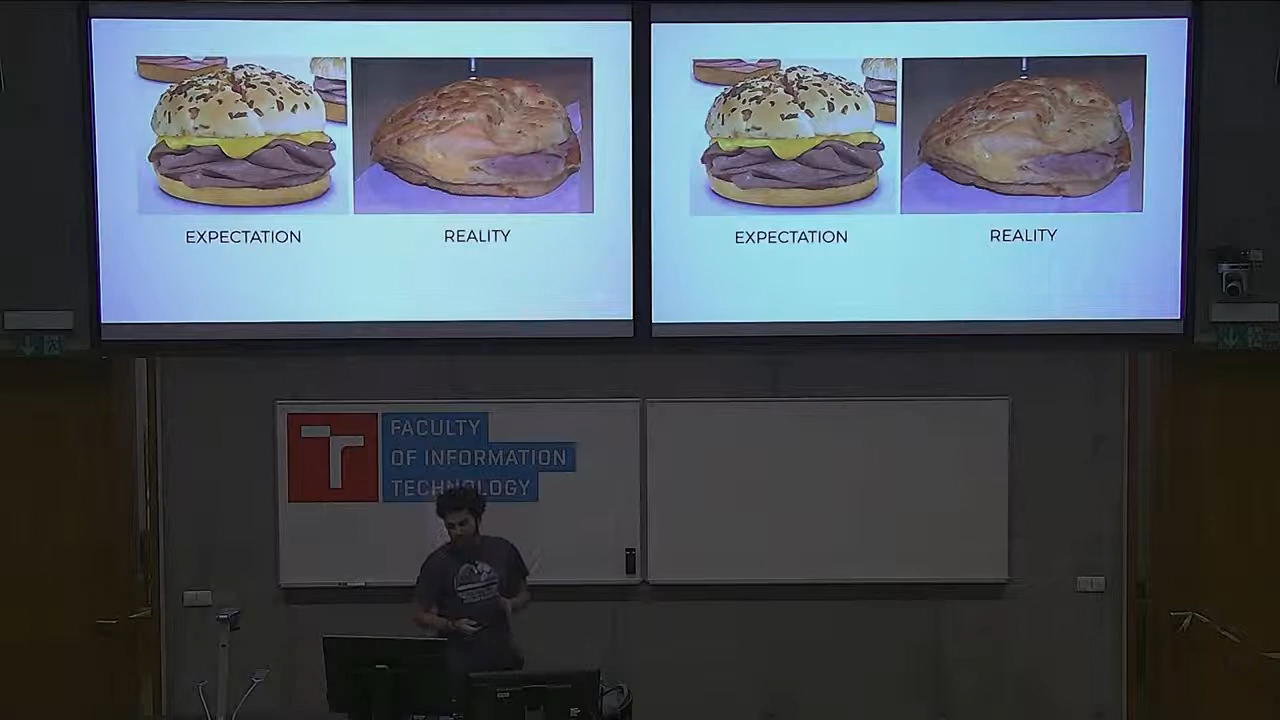 EXPECTATION
REALITY
EXPECTATION
REALITY
FACULTY
OF INFORMATION
TECHNOLOGY